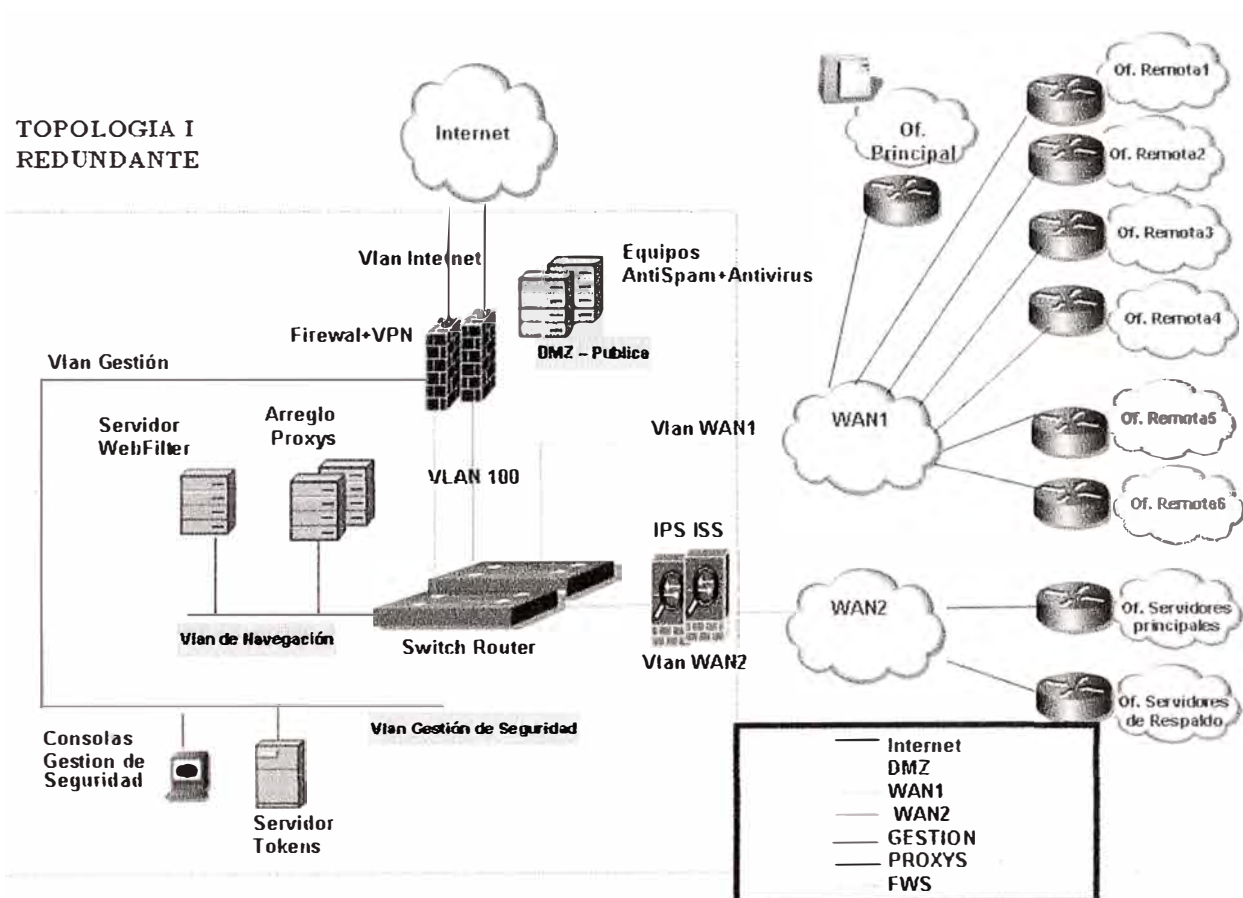 TOPOLOGIA I
REDUNDANTE
Internet
Of.
Principal
Of. Remota1
Of. Remota2
Of. Remota3
Of. Remota4
Of. Remota5
Of. Remota6
Vlan Internet
Equipos
AntiSpam+Antivirus
Firewal+VPN
DMZ – Publica
Vlan Gestión
Servidor
WebFilter
Arreglo
Proxys
VLAN 100
Vlan WAN1
WAN1
IPS ISS
Vlan de Navegación
Switch Router
Vlan WAN2
WAN2
Of. Servidores
principales
Of. Servidores
de Respaldo
Vlan Gestión de Seguridad
Consolas
Gestion de
Seguridad
Servidor
Tokens
Internet
DMZ
WAN1
WAN2
GESTION
PROXYS
FWS